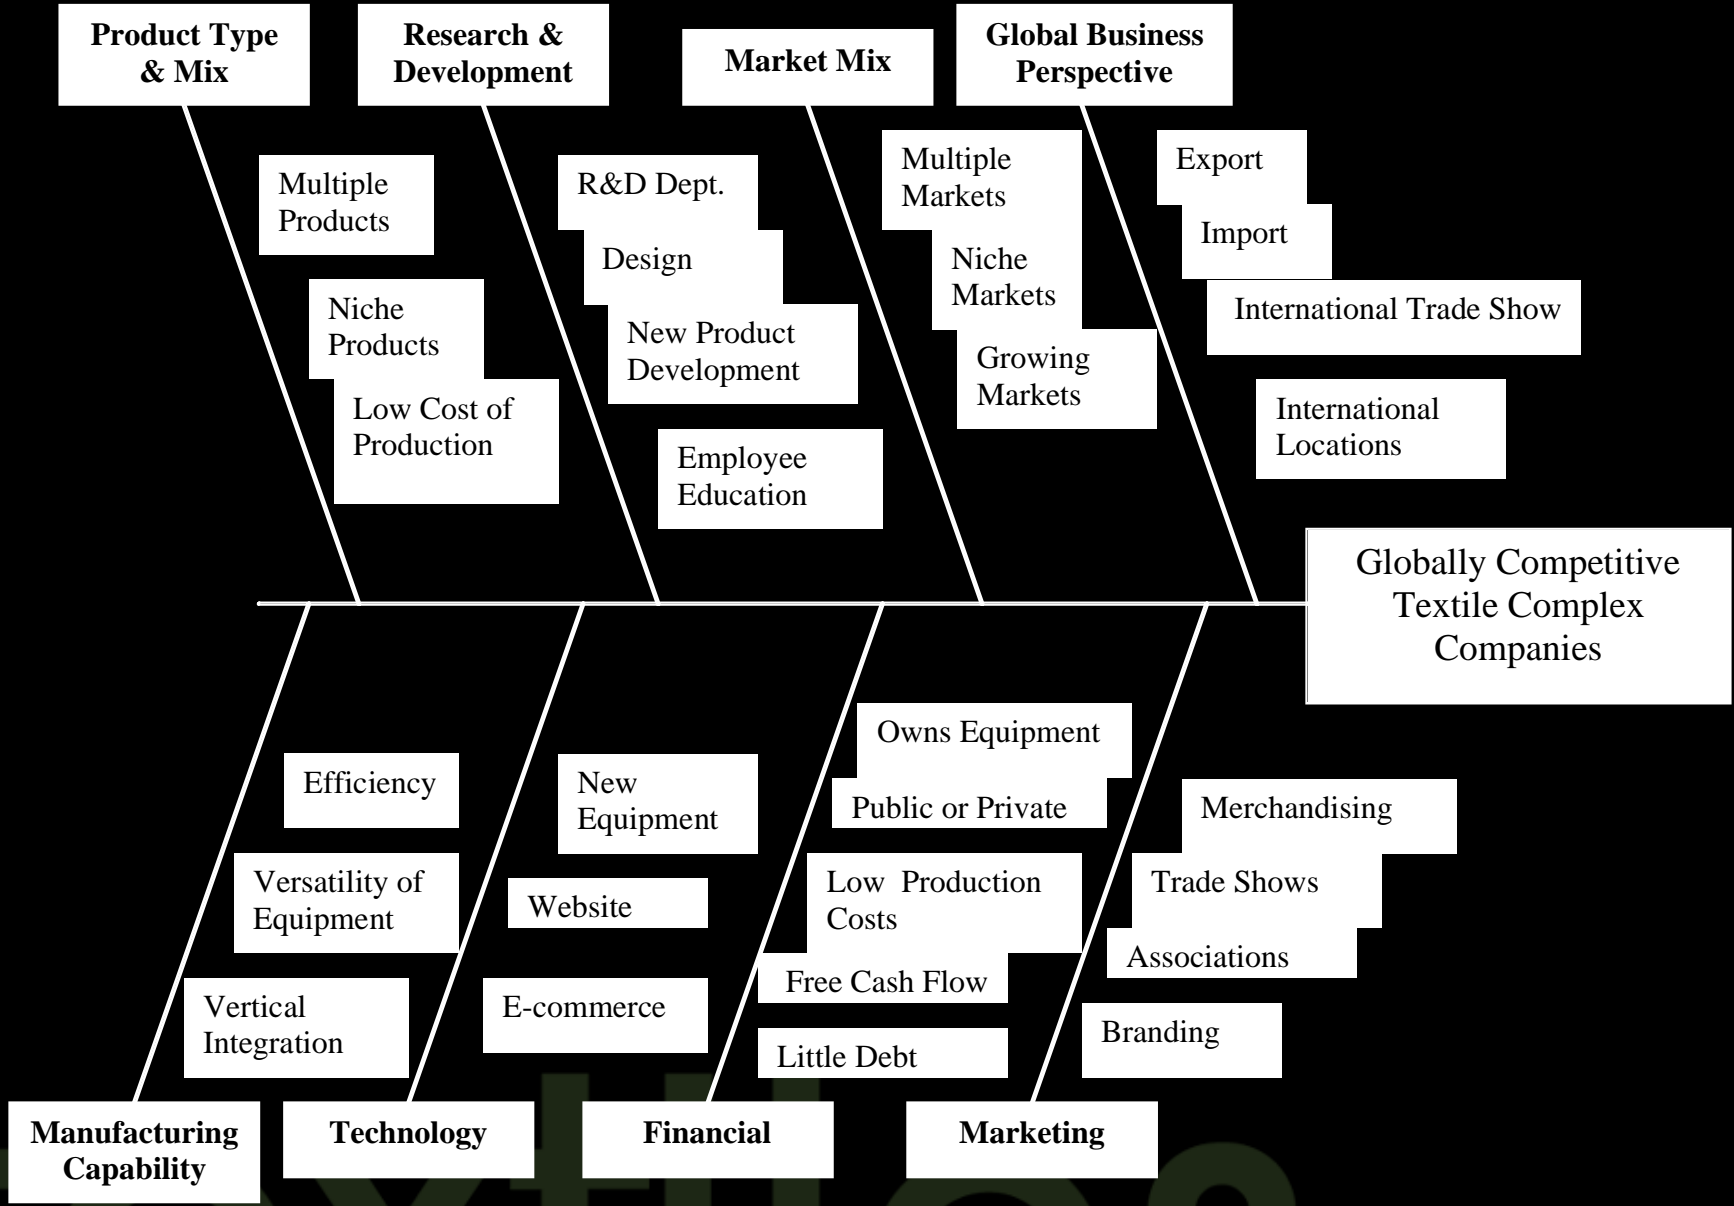 Product Type
& Mix
Research &
Development
Market Mix
Global Business
Perspective
Multiple
Products
Niche
Products
Low Cost of
Production
R&D Dept.
Design
New Product
Development
Employee
Education
Multiple
Markets
Niche
Markets
Growing
Markets
Export
Import
International Trade Show
International
Locations
Globally Competitive
Textile Complex
Companies
Efficiency
Versatility of
Equipment
Vertical
Integration
New
Equipment
Website
E-commerce
Owns Equipment
Public or Private
Low  Production
Costs
Free Cash Flow
Little Debt
Merchandising
Trade Shows
Associations
Branding
Manufacturing
Capability
Technology
Financial
Marketing